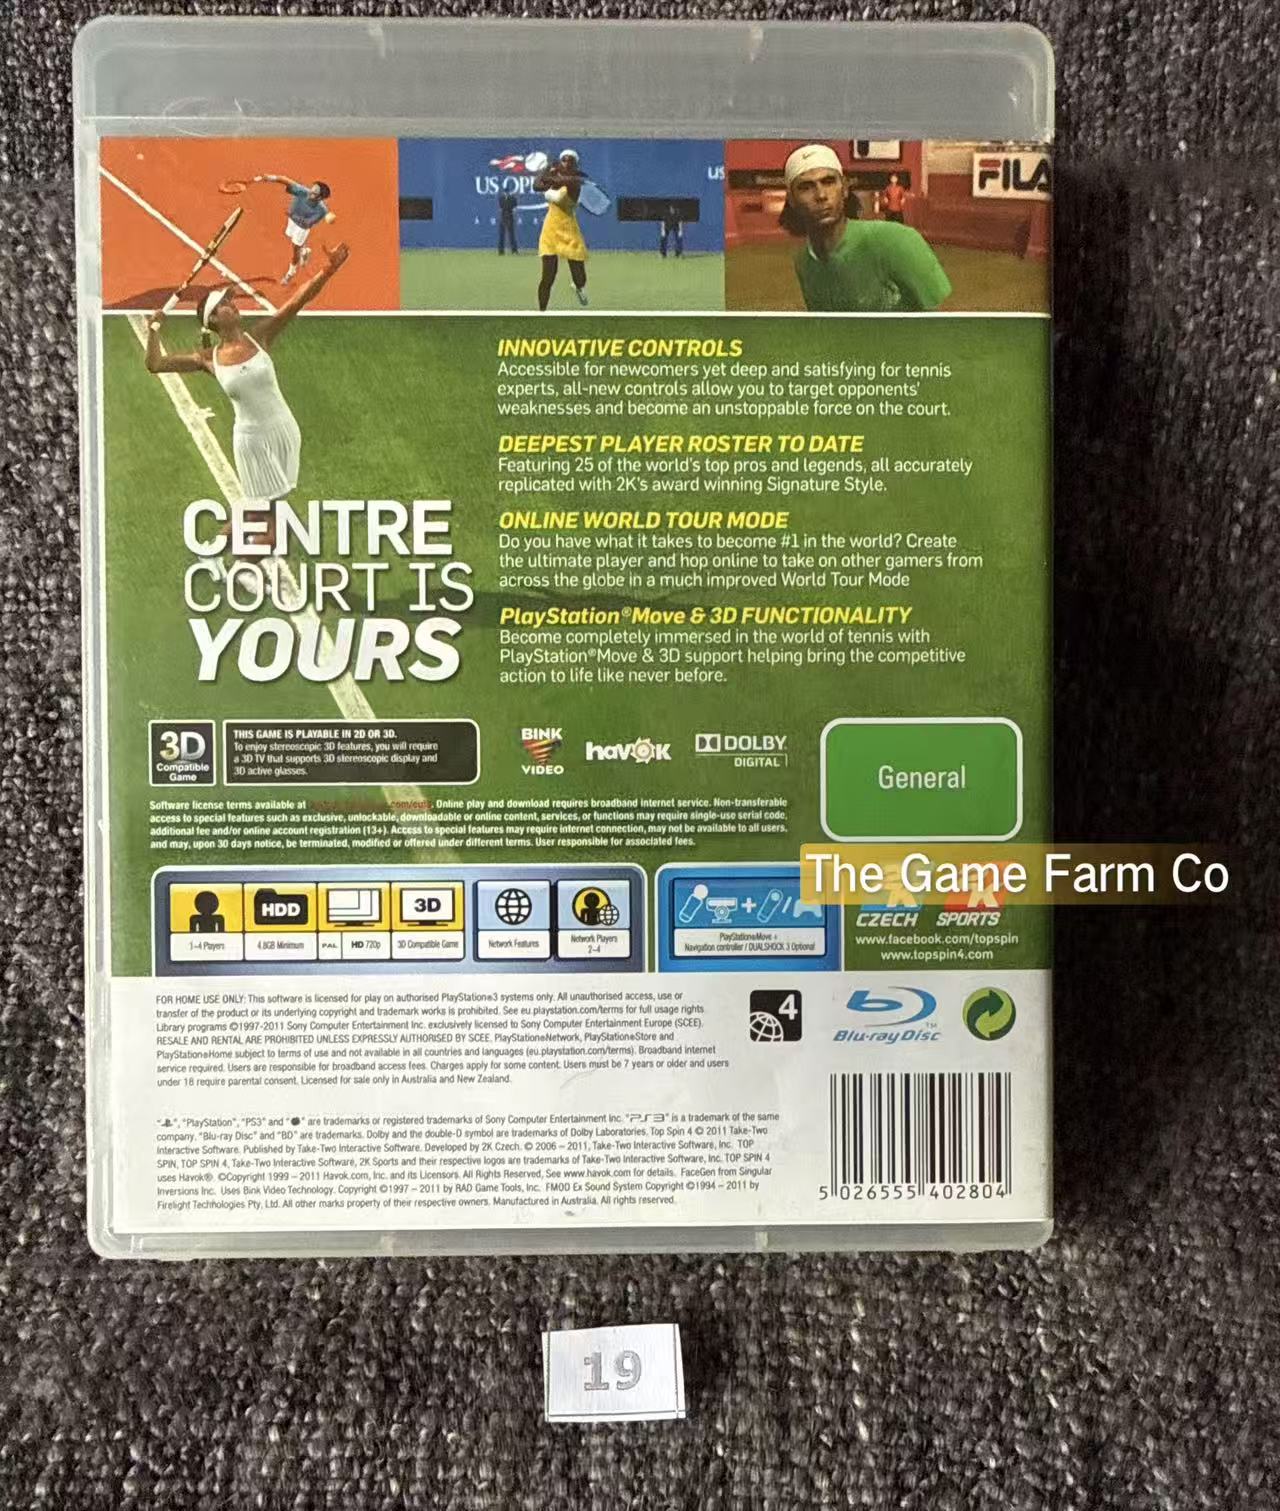 US OP
US
FILA
INNOVATIVE CONTROLS
Accessible for newcomers yet deep and satisfying for tennis
experts, all-new controls allow you to target opponents'
weaknesses and become an unstoppable force on the court.
DEEPEST PLAYER ROSTER TO DATE
Featuring 25 of the world's top pros and legends, all accurately
replicated with 2K's award winning Signature Style.
ONLINE WORLD TOUR MODE
Do you have what it takes to become #1 in the world? Create
the ultimate player and hop online to take on other gamers from
across the globe in a much improved World Tour Mode
PlayStation®Move & 3D FUNCTIONALITY
Become completely immersed in the world of tennis with
PlayStation®Move & 3D support helping bring the competitive
action to life like never before.
CENTRE
COURT IS
YOURS
3D
Compatible
Game
THIS GAME IS PLAYABLE IN 2D OR 3D.
To enjoy stereoscopic 3D features, you will require
a 3D TV that supports 3D stereoscopic display and
3D active glasses.
BINK
VIDEO
havok
DOLBY
DIGITAL
General
Software license terms available at .com/eula. Online play and download requires broadband internet service. Non-transferable
access to special features such as exclusive, unlockable, downloadable or online content, services, or functions may require single-use serial code,
additional fee and/or online account registration (13+). Access to special features may require internet connection, may not be available to all users,
and may, upon 30 days notice, be terminated, modified or offered under different terms. User responsible for associated fees.
The Game Farm Co
HDD
3D
1-4 Players
4.8GB Minimum
PAL HD 720p
3D Compatible Game
Network Features
Network Players
2-4
PlayStation®Move +
Navigation controller / DUALSHOCK 3 Optional
CZECH SPORTS
www.facebook.com/topspin
www.topspin4.com
FOR HOME USE ONLY: This software is licensed for play on authorised PlayStation®3 systems only. All unauthorised access, use or
transfer of the product or its underlying copyright and trademark works is prohibited. See eu.playstation.com/terms for full usage rights.
Library programs ©1997-2011 Sony Computer Entertainment Inc. exclusively licensed to Sony Computer Entertainment Europe (SCEE).
RESALE AND RENTAL ARE PROHIBITED UNLESS EXPRESSLY AUTHORISED BY SCEE. PlayStation®Network, PlayStation®Store and
PlayStation®Home subject to terms of use and not available in all countries and languages (eu.playstation.com/terms). Broadband internet
service required. Users are responsible for broadband access fees. Charges apply for some content. Users must be 7 years or older and users
under 18 require parental consent. Licensed for sale only in Australia and New Zealand.
4
Blu-ray Disc
TM
"", "PlayStation", "PS3" and "" are trademarks or registered trademarks of Sony Computer Entertainment Inc. "PS3" is a trademark of the same
company. "Blu-ray Disc" and "BD" are trademarks. Dolby and the double-D symbol are trademarks of Dolby Laboratories. Top Spin 4 © 2011 Take-Two
Interactive Software. Published by Take-Two Interactive Software. Developed by 2K Czech. © 2006 – 2011, Take-Two Interactive Software, Inc. TOP
SPIN, TOP SPIN 4, Take-Two Interactive Software, 2K Sports and their respective logos are trademarks of Take-Two Interactive Software, Inc. TOP SPIN 4
uses Havok®. ©Copyright 1999 – 2011 Havok.com, Inc. and its Licensors. All Rights Reserved, See www.havok.com for details. FaceGen from Singular
Inversions Inc. Uses Bink Video Technology. Copyright ©1997 – 2011 by RAD Game Tools, Inc. FMOD Ex Sound System Copyright ©1994 – 2011 by
Firelight Technologies Pty, Ltd. All other marks property of their respective owners. Manufactured in Australia. All rights reserved.
5 026555 402804
19